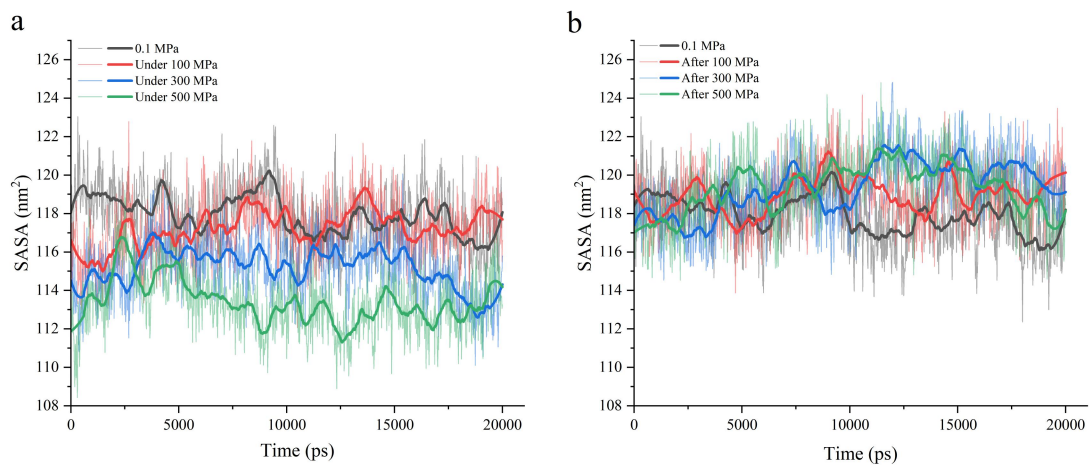 a
126
124
122
120
118
116
114
112
110
108
SASA (nm²)
0.1 MPa
Under 100 MPa
Under 300 MPa
Under 500 MPa
0
5000
10000
15000
20000
Time (ps)
b
126
124
122
120
118
116
114
112
110
108
SASA (nm²)
0.1 MPa
After 100 MPa
After 300 MPa
After 500 MPa
0
5000
10000
15000
20000
Time (ps)